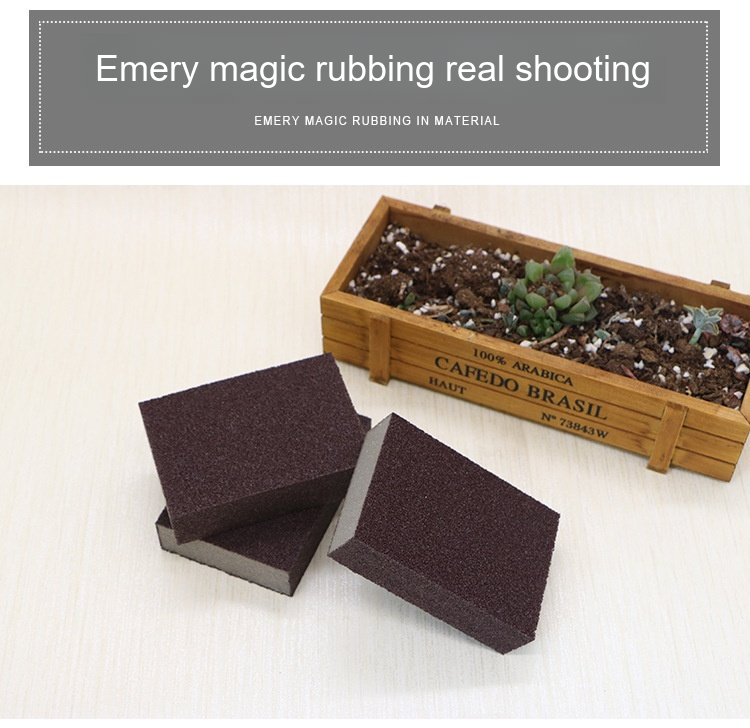 Emery magic rubbing real shooting
EMERY MAGIC RUBBING IN MATERIAL
100% ARABICA
CAFEDO BRASIL
HAUT
Nº 73843W